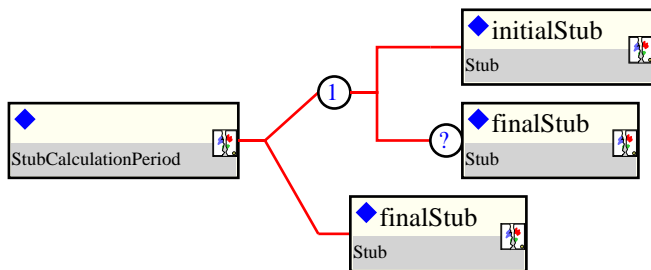 initialStub
Stub
1
StubCalculationPeriod
?
finalStub
Stub
finalStub
Stub